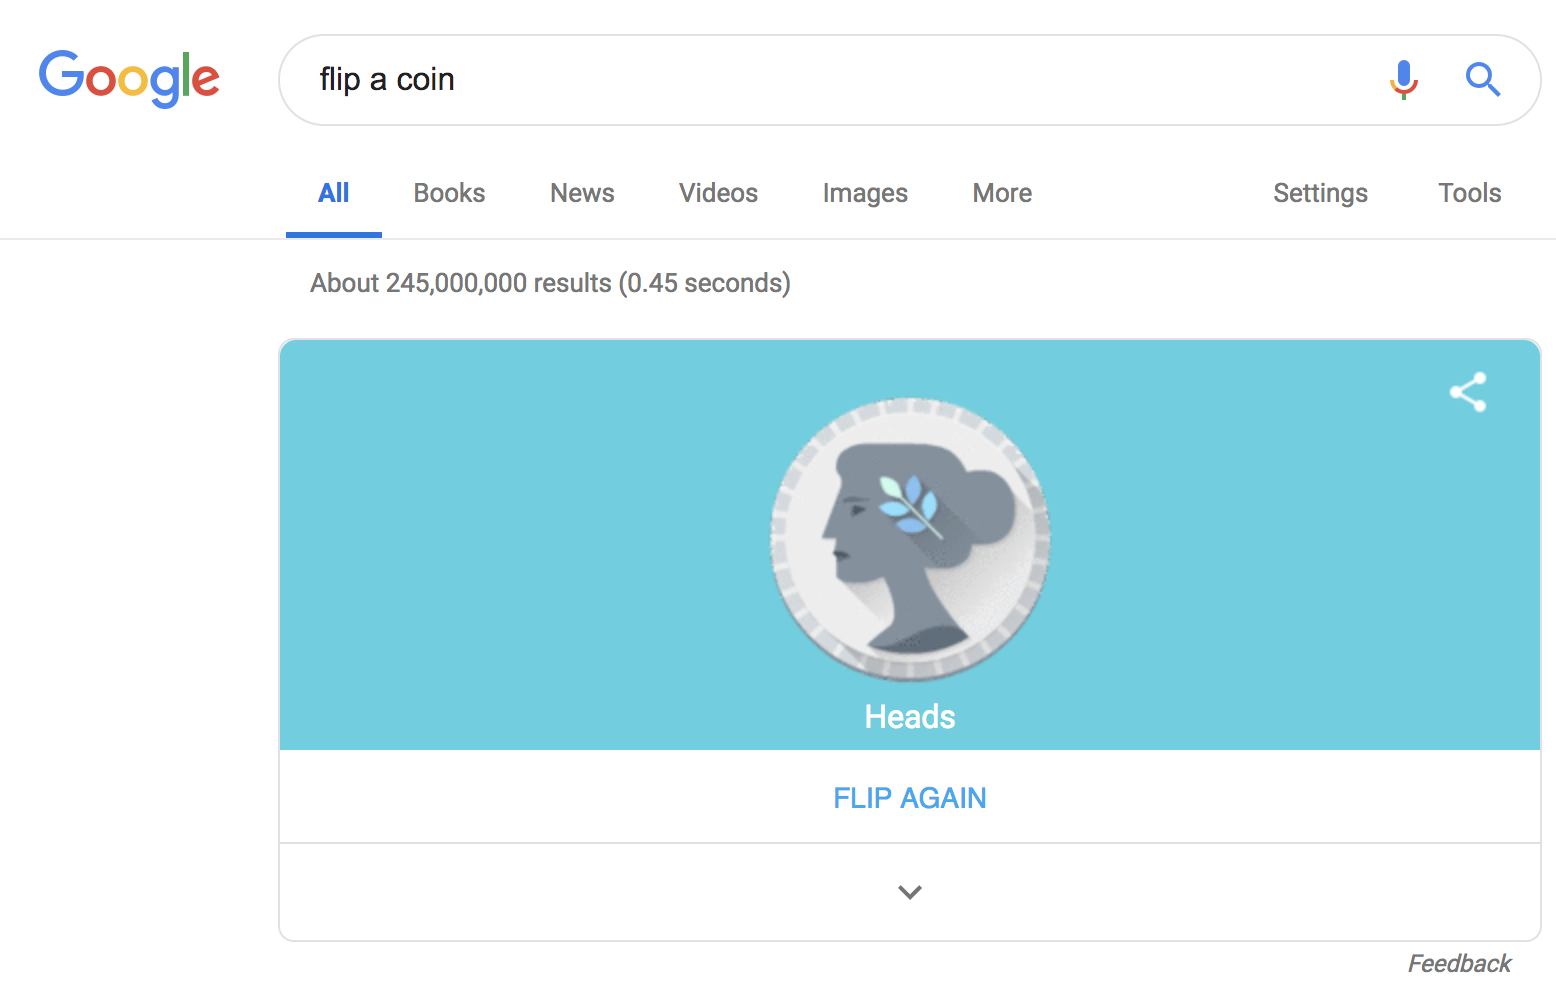 Google
flip a coin
All Books News Videos Images More Settings Tools
About 245,000,000 results (0.45 seconds)
Heads
FLIP AGAIN
Feedback